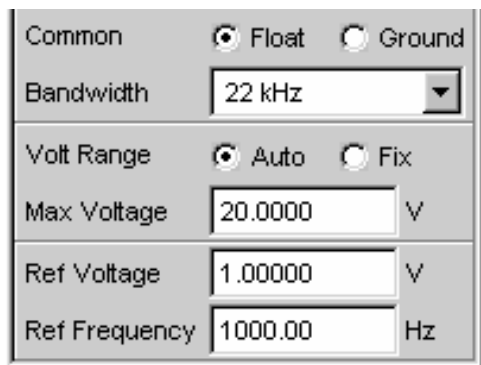 Common Float Ground
Bandwidth 22 kHz
Volt Range Auto Fix
Max Voltage 20.0000 V
Ref Voltage 1.00000 V
Ref Frequency 1000.00 Hz